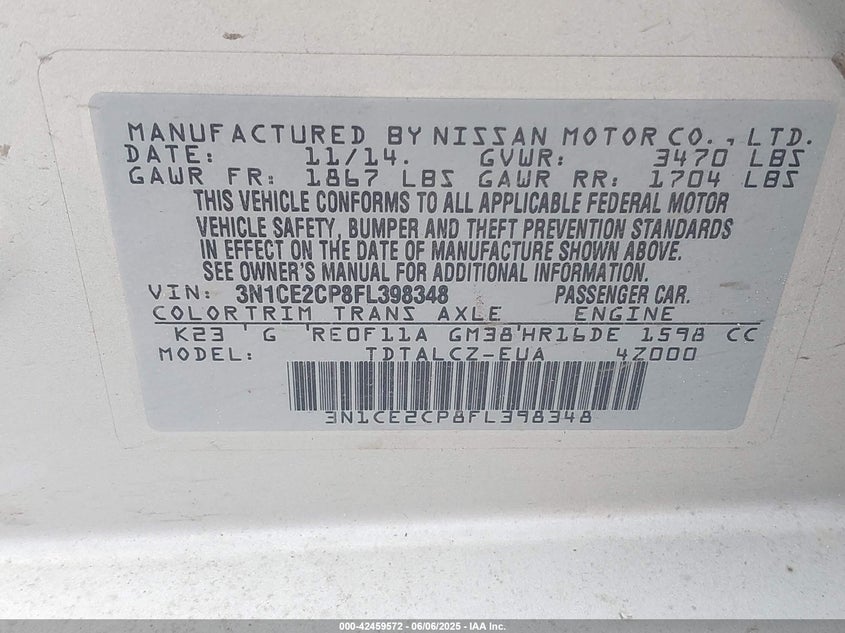 MANUFACTURED BY NISSAN MOTOR CO., LTD.
DATE: 11/14. GVWR: 3470 LBS
GAWR FR: 1867 LBS GAWR RR: 1704 LBS
THIS VEHICLE CONFORMS TO ALL APPLICABLE FEDERAL MOTOR
VEHICLE SAFETY, BUMPER AND THEFT PREVENTION STANDARDS
IN EFFECT ON THE DATE OF MANUFACTURE SHOWN ABOVE.
SEE OWNER'S MANUAL FOR ADDITIONAL INFORMATION.
VIN: 3N1CE2CP8FL398348 PASSENGER CAR.
COLORTRIM TRANS AXLE ENGINE
K23 ' G 'RE0F11A GM38'HR16DE 1598 CC
MODEL: TDTALCZ-EUA 4Z000
3N1CE2CP8FL398348
000-42459572 | 06/06/2025 - IAA Inc.